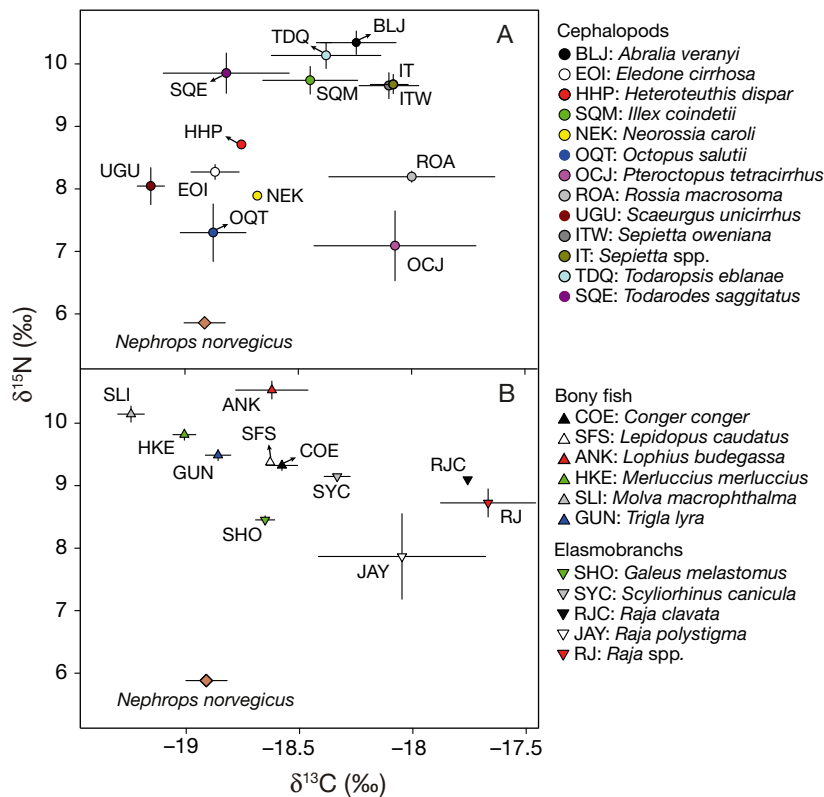 A
10
9
8
7
6
BLJ
TDQ
SQE
SQM
IT
ITW
HHP
UGU
EOI
NEK
ROA
OQT
OCJ
Nephrops norvegicus
δ15N (‰)
B
10
9
8
7
6
SLI
ANK
HKE
SFS
COE
GUN
SYC
RJC
SHO
RJ
JAY
Nephrops norvegicus
−19
−18.5
−18
−17.5
δ13C (‰)
Cephalopods
BLJ: Abralia veranyi
EOI: Eledone cirrhosa
HHP: Heteroteuthis dispar
SQM: Illex coindetii
NEK: Neorossia caroli
OQT: Octopus salutii
OCJ: Pteroctopus tetracirrhus
ROA: Rossia macrosoma
UGU: Scaeurgus unicirrhus
ITW: Sepietta oweniana
IT: Sepietta spp.
TDQ: Todaropsis eblanae
SQE: Todarodes saggitatus
Bony fish
COE: Conger conger
SFS: Lepidopus caudatus
ANK: Lophius budegassa
HKE: Merluccius merluccius
SLI: Molva macrophthalma
GUN: Trigla lyra
Elasmobranchs
SHO: Galeus melastomus
SYC: Scyliorhinus canicula
RJC: Raja clavata
JAY: Raja polystigma
RJ: Raja spp.